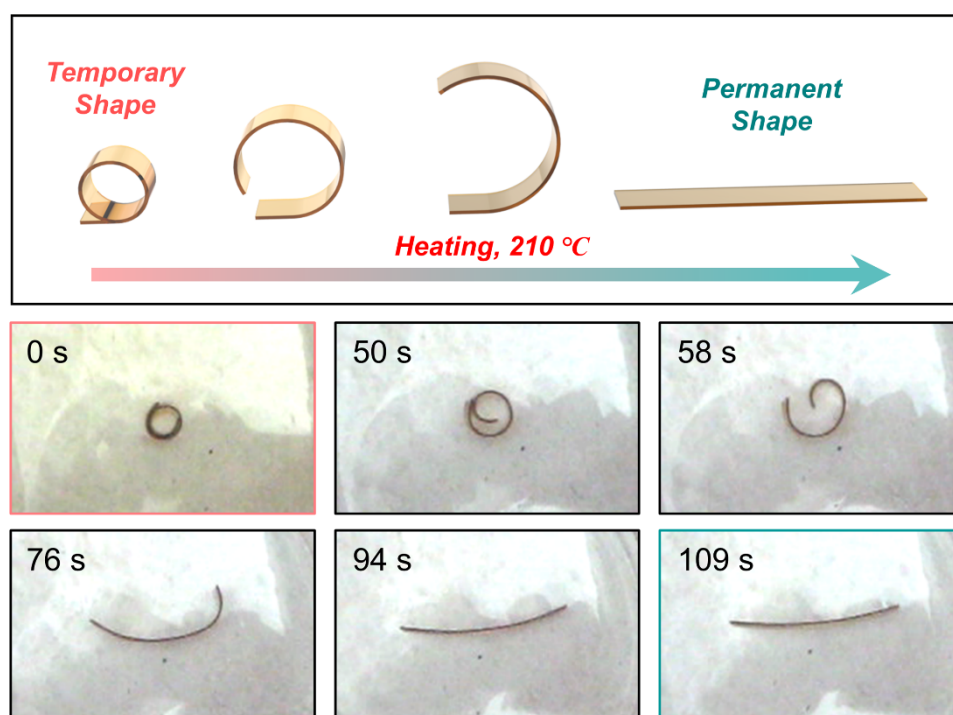 Temporary
Shape
Permanent
Shape
Heating, 210 °C
0 s
50 s
58 s
76 s
94 s
109 s